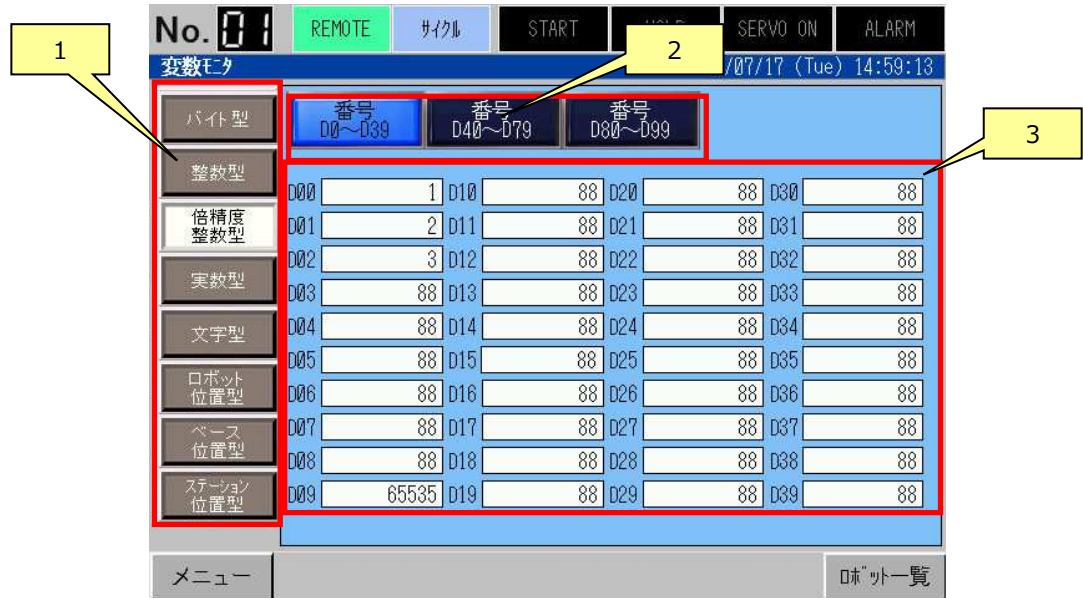 No. 01 REMOTE サイクル START SERVO ON ALARM
1
2
3
変数モニタ /07/17 (Tue) 14:59:13
バイト型
整数型
倍精度
整数型
実数型
文字型
ロボット
位置型
ベース
位置型
ステーション
位置型
番号
D0～D39
番号
D40～D79
番号
D80～D99
D00 1 D10 88 D20 88 D30 88
D01 2 D11 88 D21 88 D31 88
D02 3 D12 88 D22 88 D32 88
D03 88 D13 88 D23 88 D33 88
D04 88 D14 88 D24 88 D34 88
D05 88 D15 88 D25 88 D35 88
D06 88 D16 88 D26 88 D36 88
D07 88 D17 88 D27 88 D37 88
D08 88 D18 88 D28 88 D38 88
D09 65535 D19 88 D29 88 D39 88
メニュー ロボット一覧